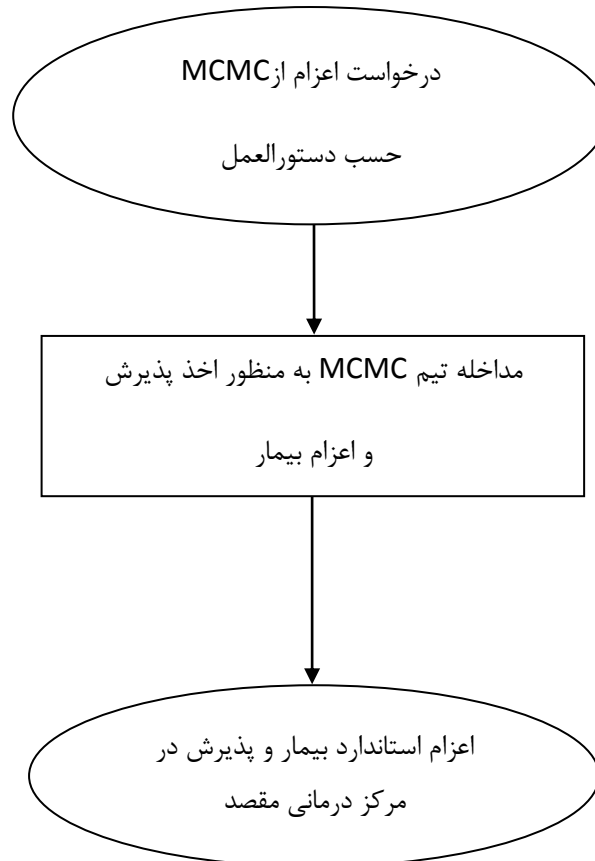 درخواست اعزام ازMCMC
حسب دستورالعمل
مداخله تیم MCMC به منظور اخذ پذیرش
و اعزام بیمار
اعزام استاندارد بیمار و پذیرش در
مرکز درمانی مقصد